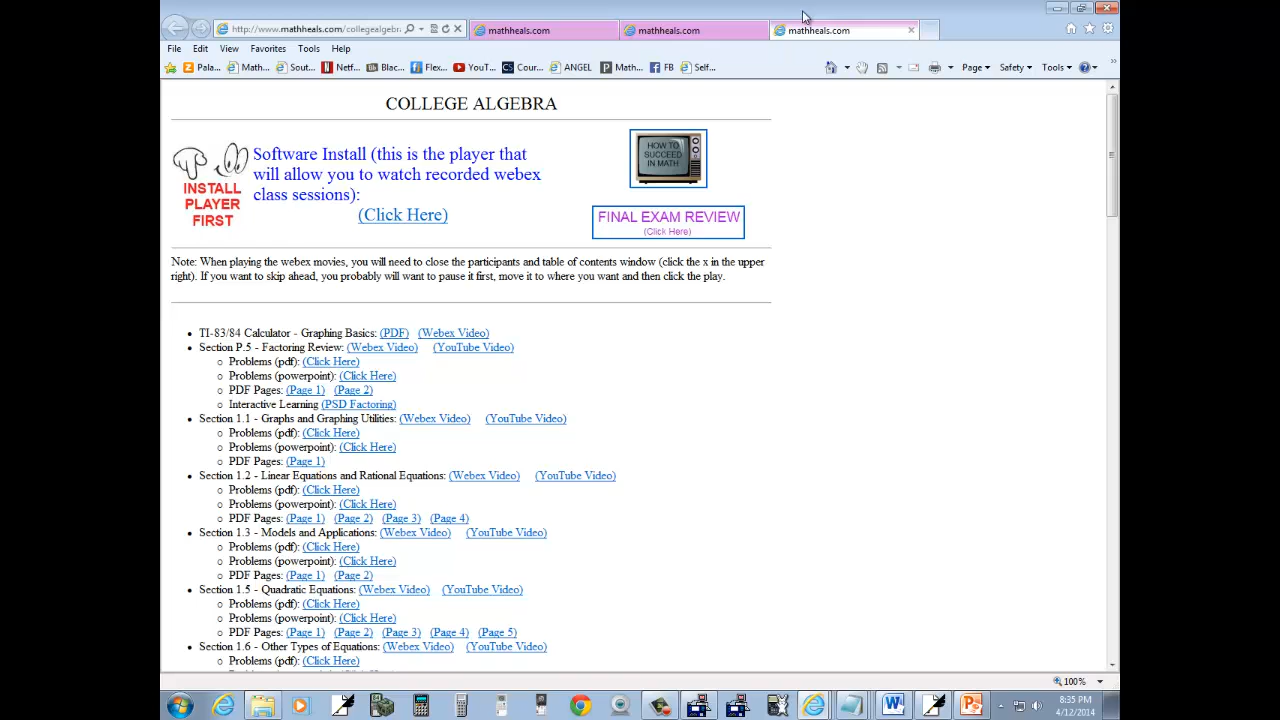 http://www.mathheals.com/collegealgebr
mathheals.com
mathheals.com
mathheals.com
File Edit View Favorites Tools Help
Pala... Math... Sout... Netf... Blac... Flex... YouT... Cour... ANGEL Math... FB Self...
Page Safety Tools
COLLEGE ALGEBRA
INSTALL
PLAYER
FIRST
Software Install (this is the player that
will allow you to watch recorded webex
class sessions):
(Click Here)
HOW TO
SUCCEED
IN MATH
FINAL EXAM REVIEW
(Click Here)
Note: When playing the webex movies, you will need to close the participants and table of contents window (click the x in the upper
right). If you want to skip ahead, you probably will want to pause it first, move it to where you want and then click the play.
TI-83/84 Calculator - Graphing Basics: (PDF) (Webex Video)
Section P.5 - Factoring Review: (Webex Video) (YouTube Video)
Problems (pdf): (Click Here)
Problems (powerpoint): (Click Here)
PDF Pages: (Page 1) (Page 2)
Interactive Learning (PSD Factoring)
Section 1.1 - Graphs and Graphing Utilities: (Webex Video) (YouTube Video)
Problems (pdf): (Click Here)
Problems (powerpoint): (Click Here)
PDF Pages: (Page 1)
Section 1.2 - Linear Equations and Rational Equations: (Webex Video) (YouTube Video)
Problems (pdf): (Click Here)
Problems (powerpoint): (Click Here)
PDF Pages: (Page 1) (Page 2) (Page 3) (Page 4)
Section 1.3 - Models and Applications: (Webex Video) (YouTube Video)
Problems (pdf): (Click Here)
Problems (powerpoint): (Click Here)
PDF Pages: (Page 1) (Page 2)
Section 1.5 - Quadratic Equations: (Webex Video) (YouTube Video)
Problems (pdf): (Click Here)
Problems (powerpoint): (Click Here)
PDF Pages: (Page 1) (Page 2) (Page 3) (Page 4) (Page 5)
Section 1.6 - Other Types of Equations: (Webex Video) (YouTube Video)
Problems (pdf): (Click Here)
100%
8:35 PM
4/12/2014